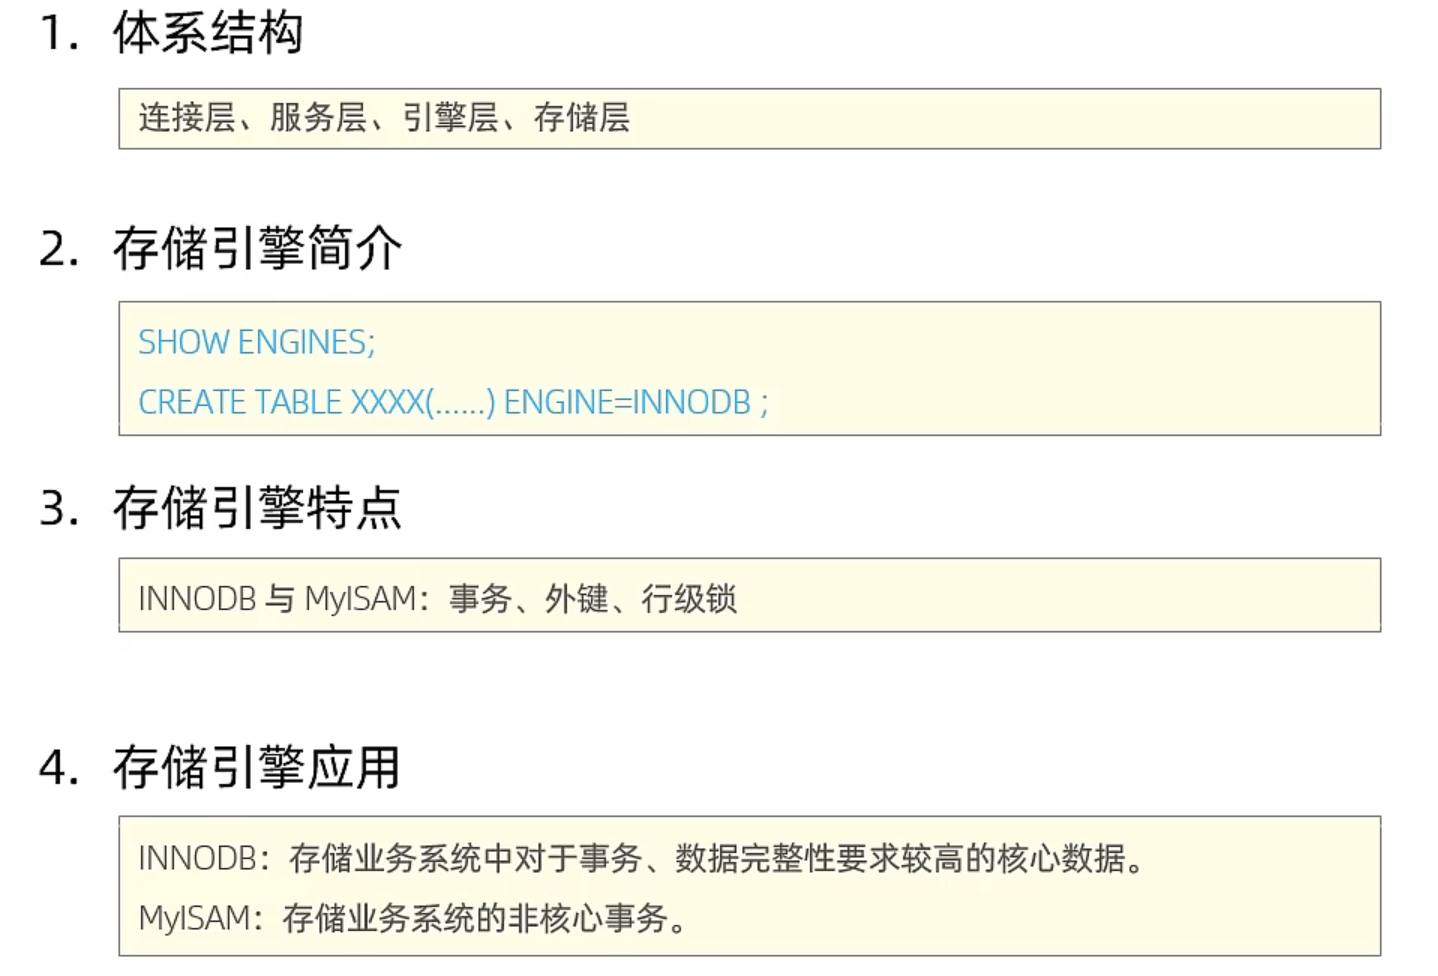 1. 体系结构
连接层、服务层、引擎层、存储层
2. 存储引擎简介
SHOW ENGINES;
CREATE TABLE XXXX(......) ENGINE=INNODB ;
3. 存储引擎特点
INNODB 与 MyISAM：事务、外键、行级锁
4. 存储引擎应用
INNODB：存储业务系统中对于事务、数据完整性要求较高的核心数据。
MyISAM：存储业务系统的非核心事务。